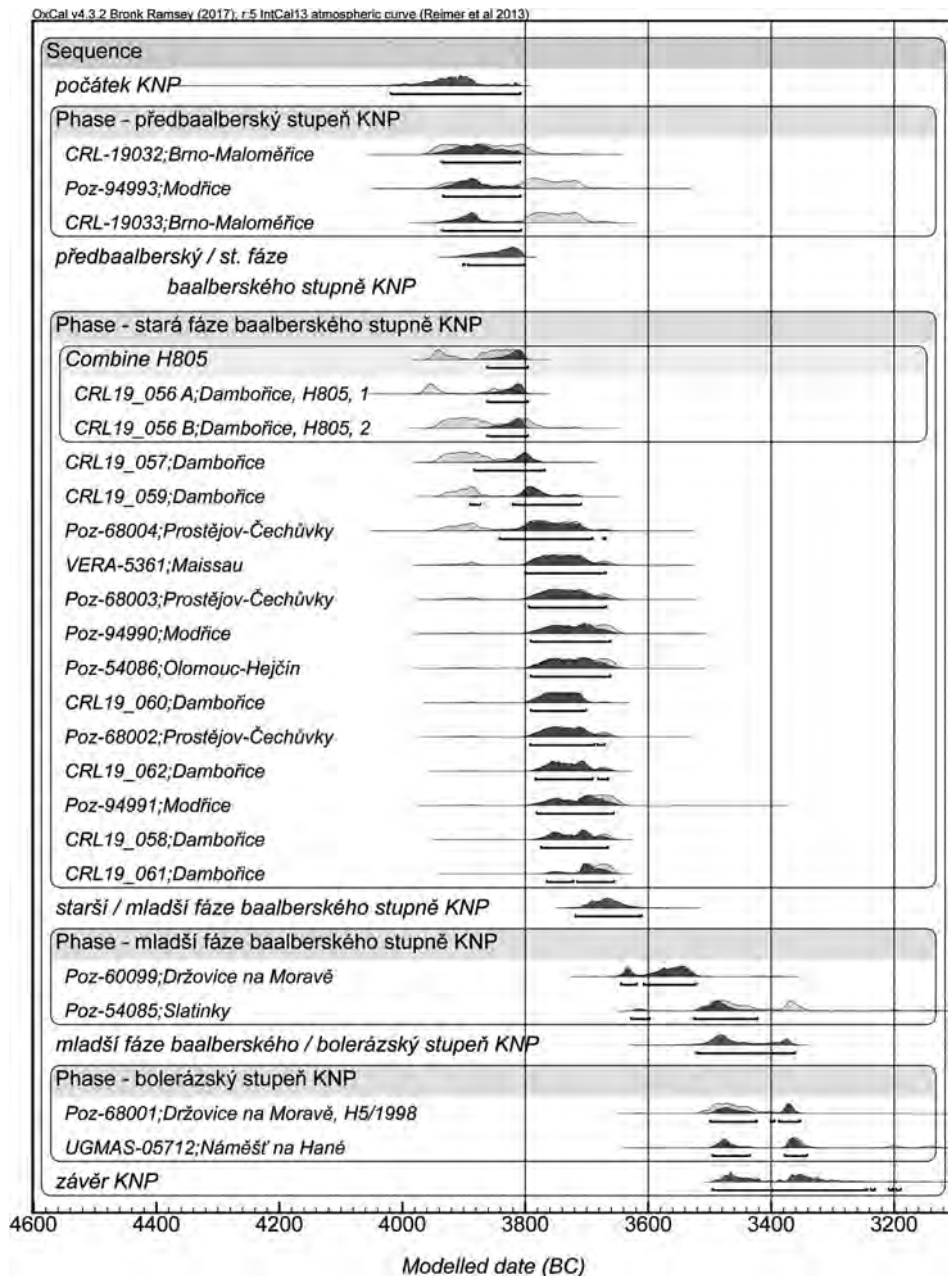 OxCal v4.3.2 Bronk Ramsey (2017); r:5 IntCal13 atmospheric curve (Reimer et al 2013)
Sequence
počátek KNP
Phase - předbaalberský stupeň KNP
CRL-19032;Brno-Maloměřice
Poz-94993;Modřice
CRL-19033;Brno-Maloměřice
předbaalberský / st. fáze
baalberského stupně KNP
Phase - stará fáze baalberského stupně KNP
Combine H805
CRL19_056 A;Dambořice, H805, 1
CRL19_056 B;Dambořice, H805, 2
CRL19_057;Dambořice
CRL19_059;Dambořice
Poz-68004;Prostějov-Čechůvky
VERA-5361;Maissau
Poz-68003;Prostějov-Čechůvky
Poz-94990;Modřice
Poz-54086;Olomouc-Hejčín
CRL19_060;Dambořice
Poz-68002;Prostějov-Čechůvky
CRL19_062;Dambořice
Poz-94991;Modřice
CRL19_058;Dambořice
CRL19_061;Dambořice
starší / mladší fáze baalberského stupně KNP
Phase - mladší fáze baalberského stupně KNP
Poz-60099;Držovice na Moravě
Poz-54085;Slatinky
mladší fáze baalberského / bolerázský stupeň KNP
Phase - bolerázský stupeň KNP
Poz-68001;Držovice na Moravě, H5/1998
UGMAS-05712;Náměšť na Hané
závěr KNP
4600 4400 4200 4000 3800 3600 3400 3200
Modelled date (BC)